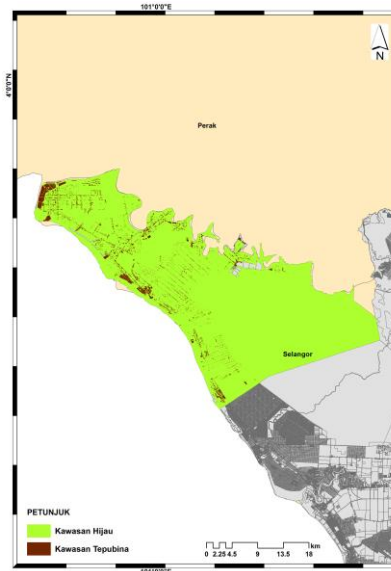 101°0'0"E
N
4°0'0"N
Perak
Selangor
PETUNJUK
Kawasan Hijau
Kawasan Tepubina
km
0 2.25 4.5 9 13.5 18